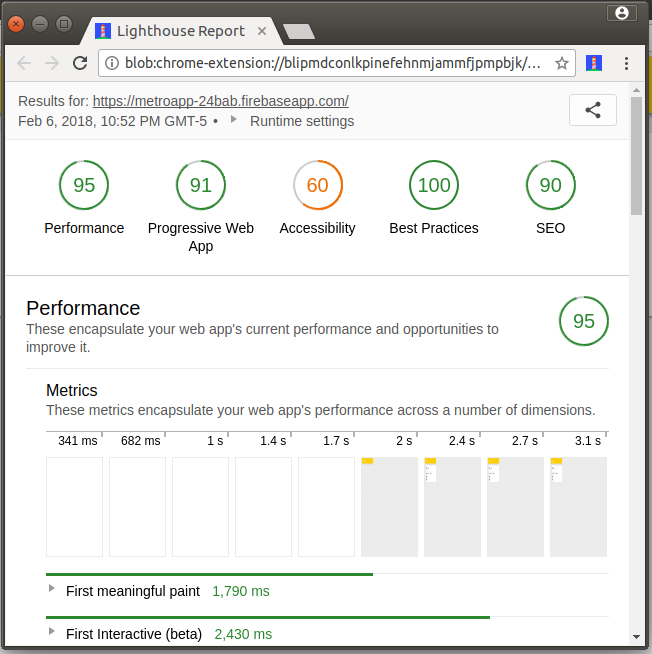 Lighthouse Report
blob:chrome-extension://blipmdconlkpinefehnmjammfjpmpbjk/...
Results for: https://metroapp-24bab.firebaseapp.com/
Feb 6, 2018, 10:52 PM GMT-5 • Runtime settings
95 91 60 100 90
Performance Progressive Web App Accessibility Best Practices SEO
Performance
95
These encapsulate your web app's current performance and opportunities to
improve it.
Metrics
These metrics encapsulate your web app's performance across a number of dimensions.
341 ms 682 ms 1 s 1.4 s 1.7 s 2 s 2.4 s 2.7 s 3.1 s
First meaningful paint 1,790 ms
First Interactive (beta) 2,430 ms